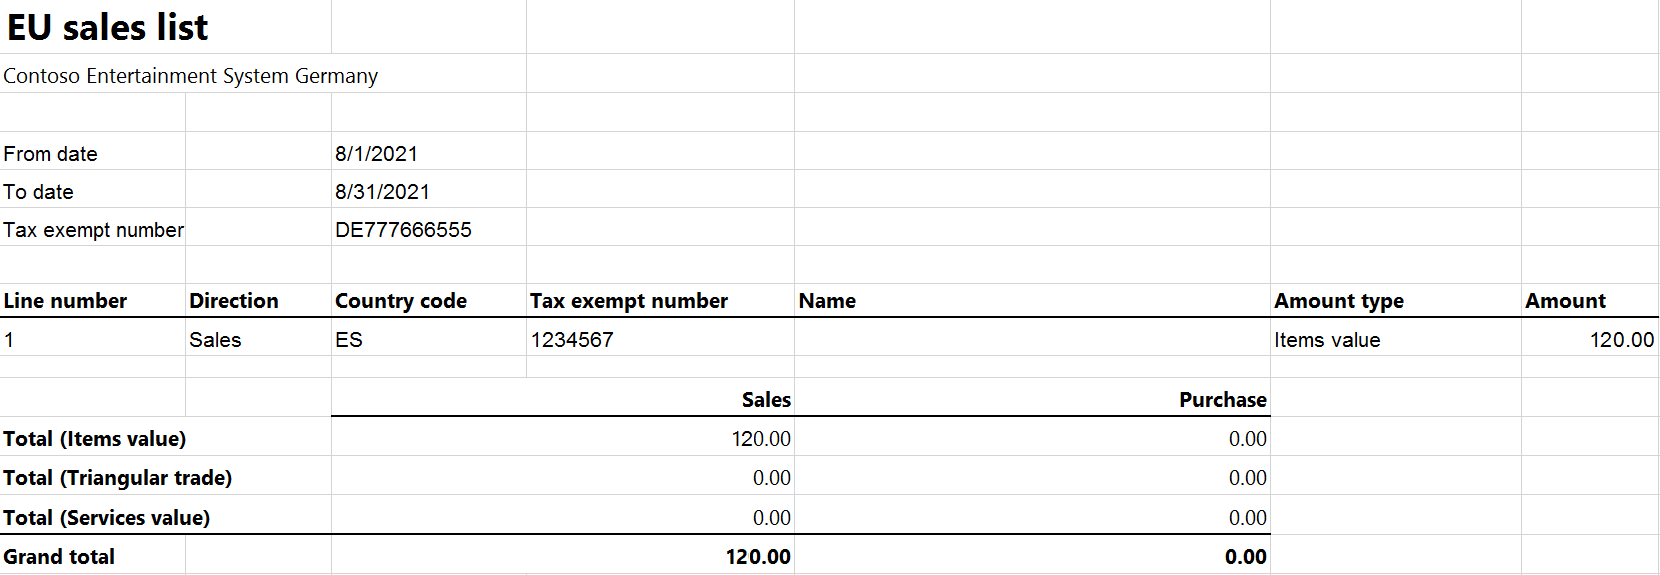 EU sales list
Contoso Entertainment System Germany
From date 8/1/2021
To date 8/31/2021
Tax exempt number DE777666555
Line number Direction Country code Tax exempt number Name Amount type Amount
1 Sales ES 1234567 Items value 120.00
Sales Purchase
Total (Items value) 120.00 0.00
Total (Triangular trade) 0.00 0.00
Total (Services value) 0.00 0.00
Grand total 120.00 0.00